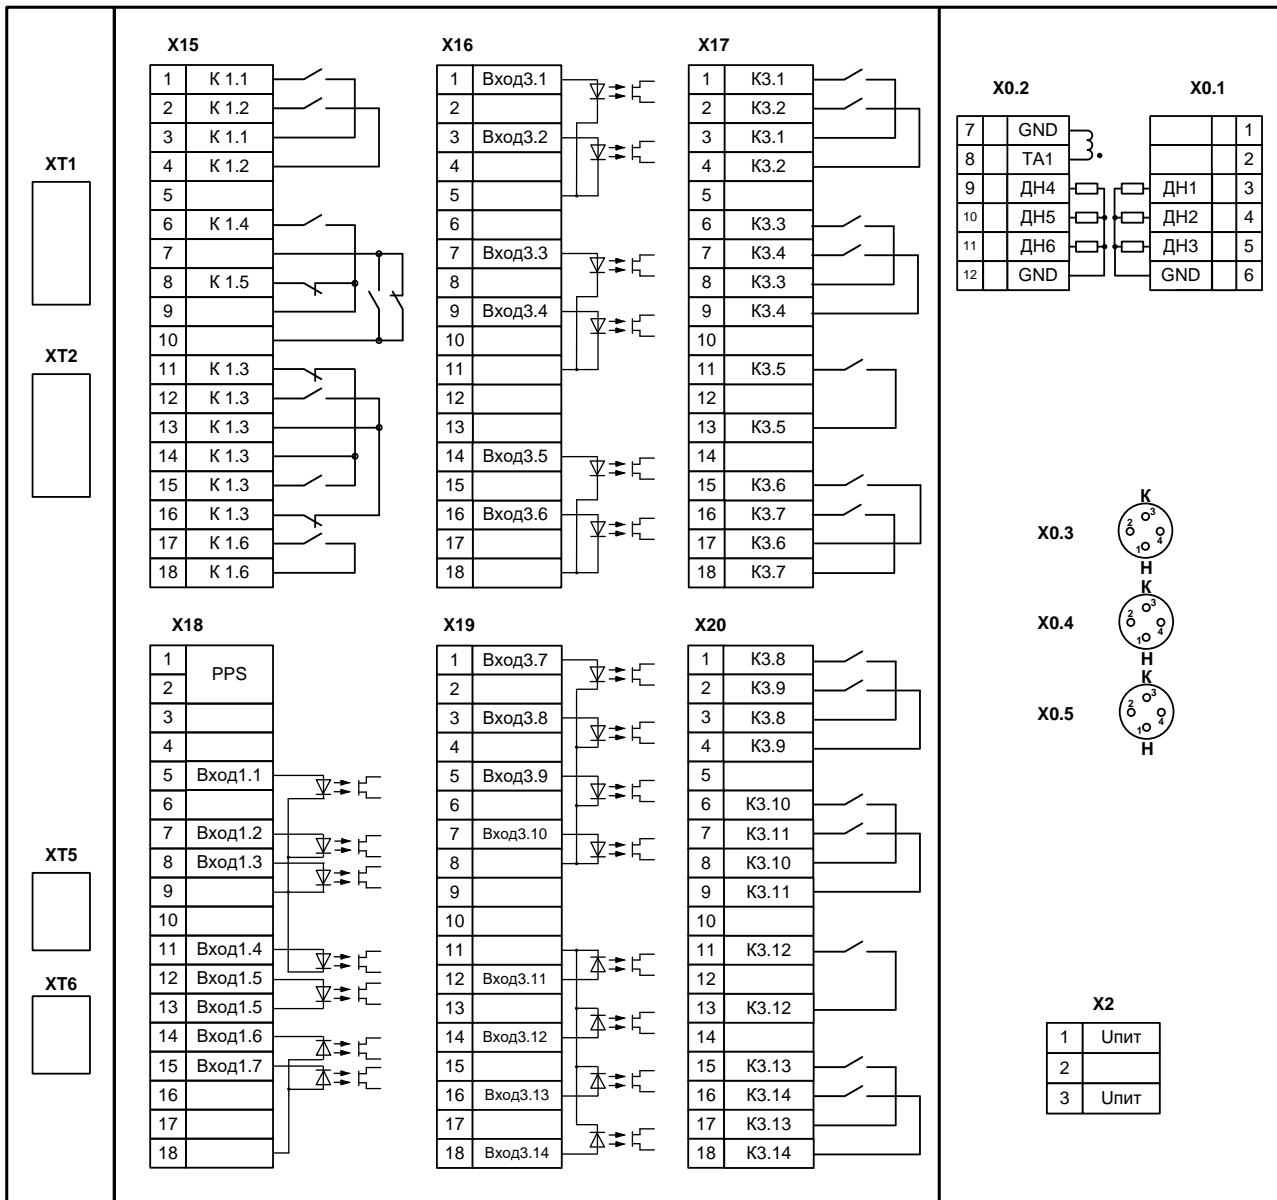 X15
1 К 1.1
2 К 1.2
3 К 1.1
4 К 1.2
5
6 К 1.4
7
8 К 1.5
9
10
11 К 1.3
12 К 1.3
13 К 1.3
14 К 1.3
15 К 1.3
16 К 1.3
17 К 1.6
18 К 1.6
X16
1 Вход3.1
2
3 Вход3.2
4
5
6
7 Вход3.3
8
9 Вход3.4
10
11
12
13
14 Вход3.5
15
16 Вход3.6
17
18
X17
1 К3.1
2 К3.2
3 К3.1
4 К3.2
5
6 К3.3
7 К3.4
8 К3.3
9 К3.4
10
11 К3.5
12
13 К3.5
14
15 К3.6
16 К3.7
17 К3.6
18 К3.7
X0.2
7 GND
8 TA1
9 ДН4
10 ДН5
11 ДН6
12 GND
X0.1
1
2
ДН1 3
ДН2 4
ДН3 5
GND 6
XT1
XT2
XT5
XT6
X18
1 PPS
2
3
4
5 Вход1.1
6
7 Вход1.2
8 Вход1.3
9
10
11 Вход1.4
12 Вход1.5
13 Вход1.5
14 Вход1.6
15 Вход1.7
16
17
18
X19
1 Вход3.7
2
3 Вход3.8
4
5 Вход3.9
6
7 Вход3.10
8
9
10
11
12 Вход3.11
13
14 Вход3.12
15
16 Вход3.13
17
18 Вход3.14
X20
1 К3.8
2 К3.9
3 К3.8
4 К3.9
5
6 К3.10
7 К3.11
8 К3.10
9 К3.11
10
11 К3.12
12
13 К3.12
14
15 К3.13
16 К3.14
17 К3.13
18 К3.14
X0.3
К
2 3
1 4
Н
X0.4
К
2 3
1 4
Н
X0.5
К
2 3
1 4
Н
X2
1 Uпит
2
3 Uпит